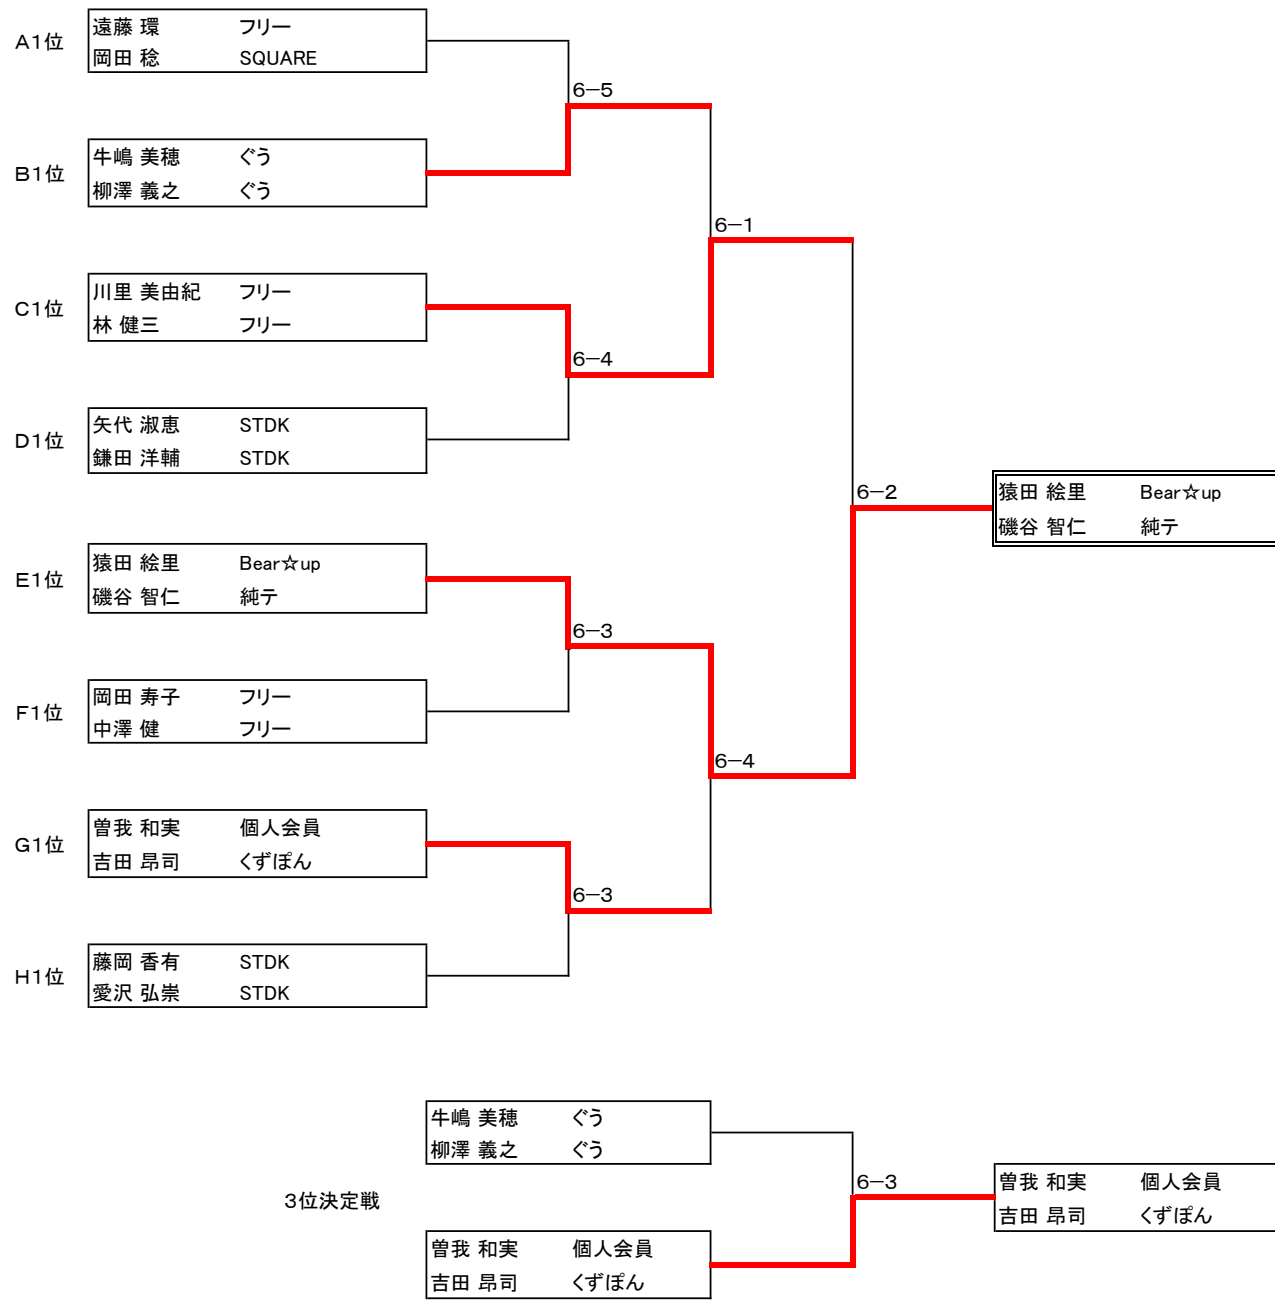 遠藤 環 フリー
A1位
岡田 稔 SQUARE
6-5
牛嶋 美穂 ぐう
B1位
柳澤 義之 ぐう
6-1
川里 美由紀 フリー
C1位
林 健三 フリー
6-4
矢代 淑恵 STDK
D1位
鎌田 洋輔 STDK
6-2
猿田 絵里 Bear☆up
磯谷 智仁 純テ
猿田 絵里 Bear☆up
E1位
磯谷 智仁 純テ
6-3
岡田 寿子 フリー
F1位
中澤 健 フリー
6-4
曽我 和実 個人会員
G1位
吉田 昂司 くずぽん
6-3
藤岡 香有 STDK
H1位
愛沢 弘崇 STDK
牛嶋 美穂 ぐう
柳澤 義之 ぐう
6-3
曽我 和実 個人会員
3位決定戦
吉田 昂司 くずぽん
曽我 和実 個人会員
吉田 昂司 くずぽん